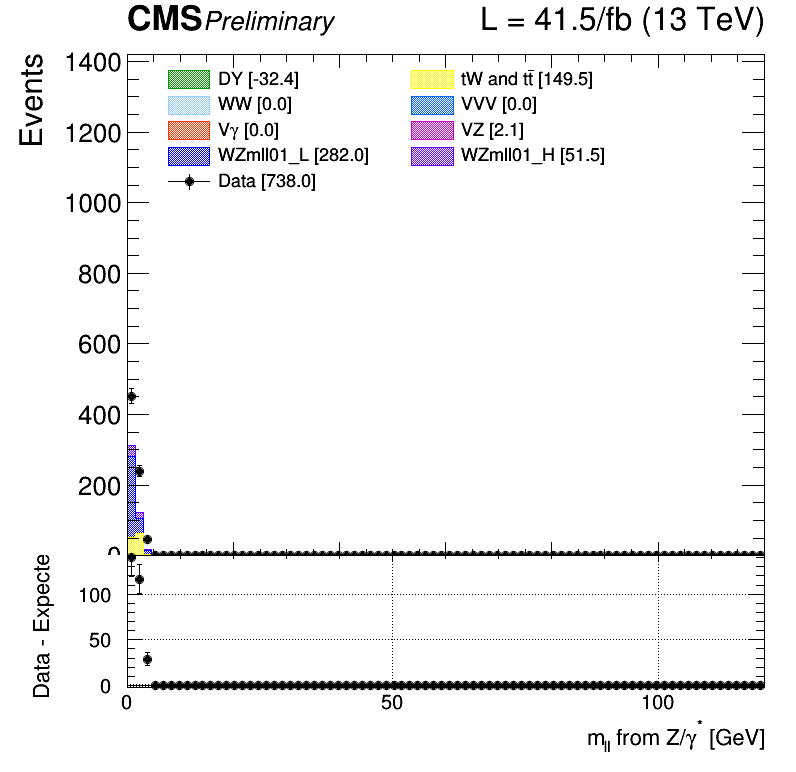 CMS Preliminary L = 41.5/fb (13 TeV)
Events
1400
1200
1000
800
600
400
200
0
DY [-32.4]
tW and tt̄ [149.5]
WW [0.0]
VVV [0.0]
Vγ [0.0]
VZ [2.1]
WZmll01_L [282.0]
WZmll01_H [51.5]
Data [738.0]
Data - Expecte
100
50
0
0 50 100
m_ll from Z/γ* [GeV]